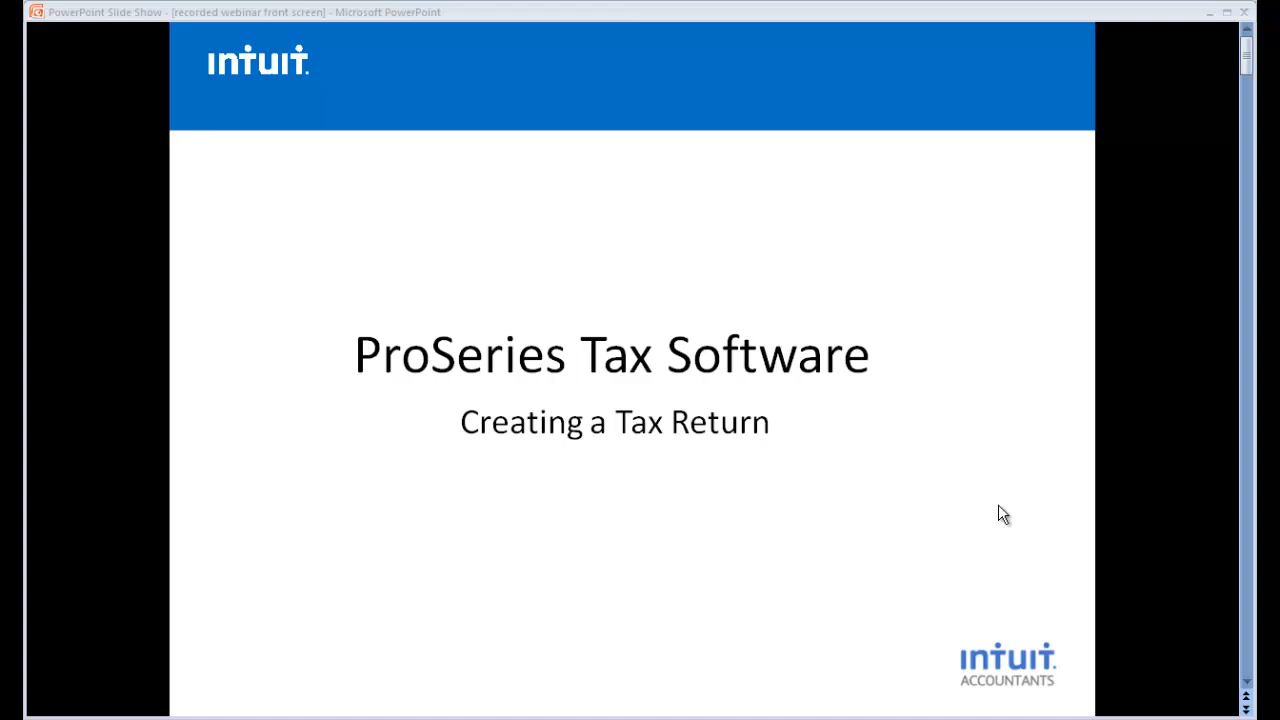 PowerPoint Slide Show - [recorded webinar front screen] - Microsoft PowerPoint
intuit.
ProSeries Tax Software
Creating a Tax Return
intuit.
ACCOUNTANTS